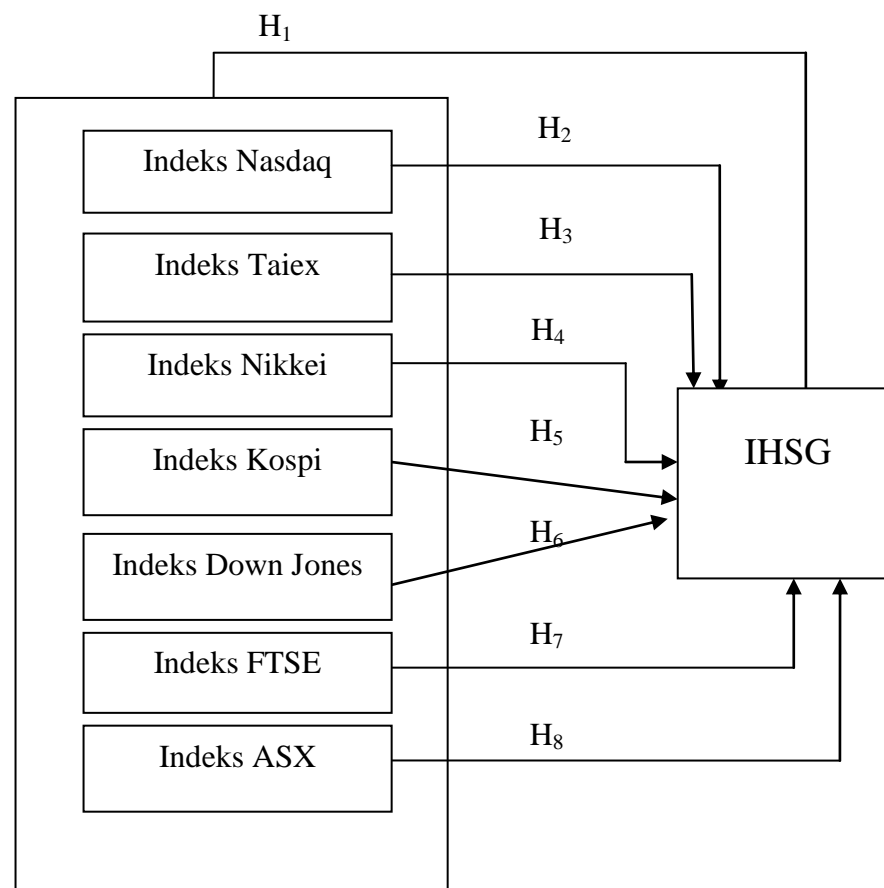 H₁
Indeks Nasdaq
H₂
Indeks Taiex
H₃
Indeks Nikkei
H₄
Indeks Kospi
H₅
IHSG
Indeks Down Jones
H₆
Indeks FTSE
H₇
Indeks ASX
H₈